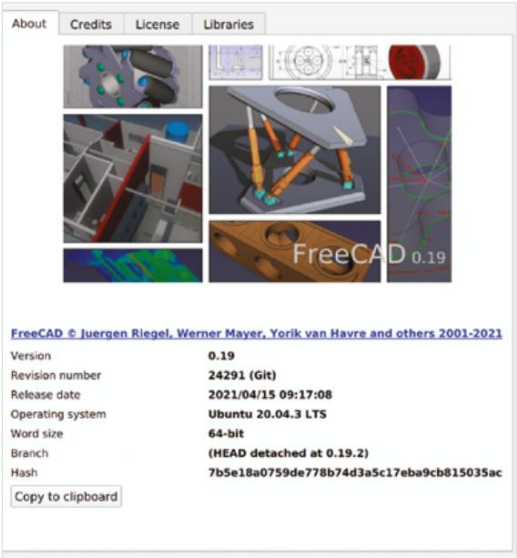 About Credits License Libraries
FreeCAD 0.19
FreeCAD © Juergen Riegel, Werner Mayer, Yorik van Havre and others 2001-2021
Version 0.19
Revision number 24291 (Git)
Release date 2021/04/15 09:17:08
Operating system Ubuntu 20.04.3 LTS
Word size 64-bit
Branch (HEAD detached at 0.19.2)
Hash 7b5e18a0759de778b74d3a5c17eba9cb815035ac
Copy to clipboard